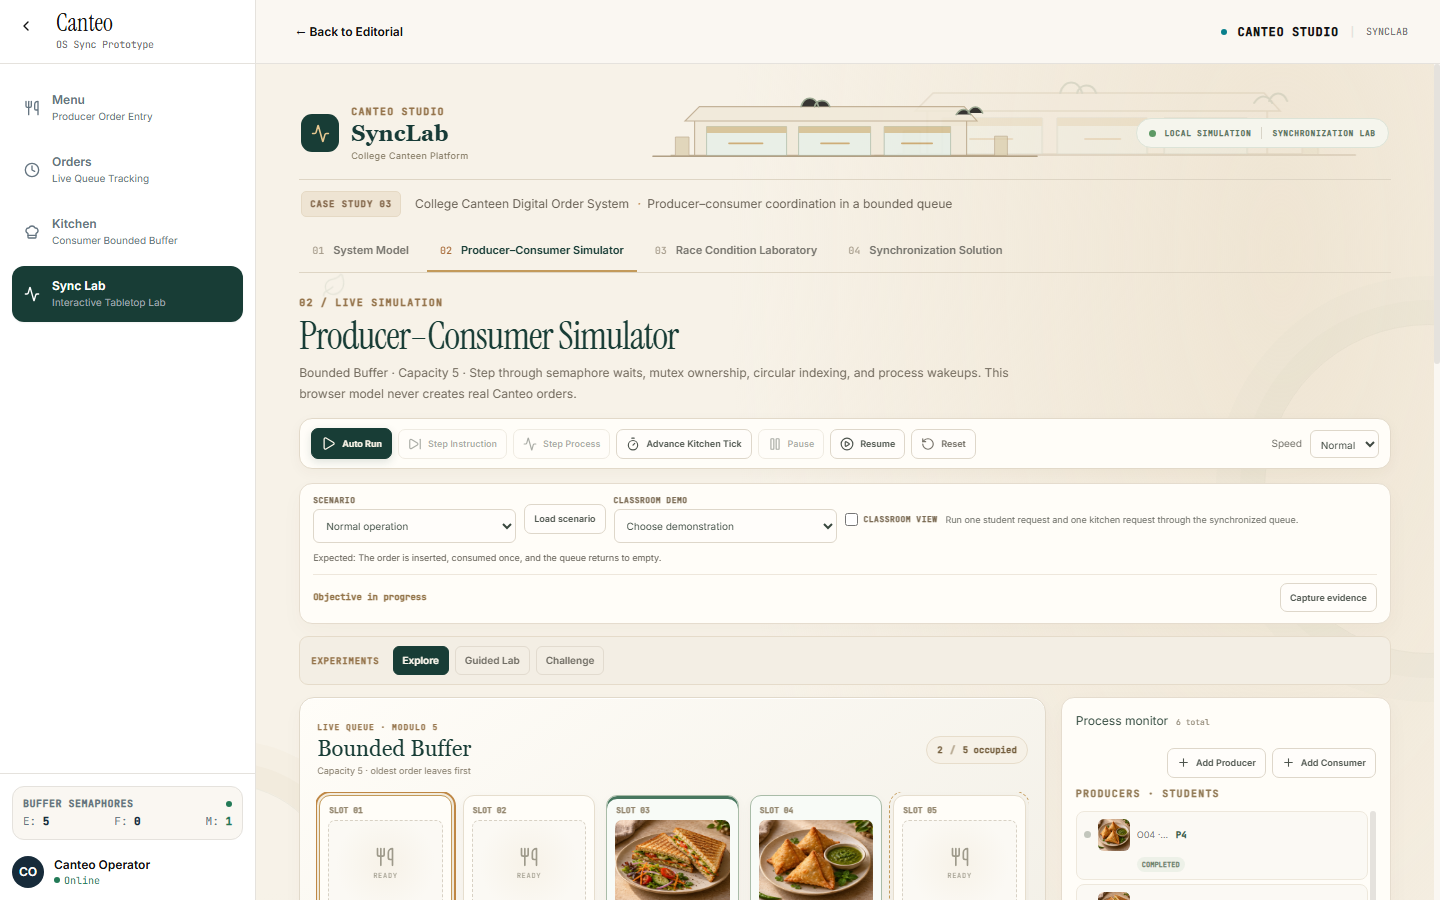 Canteo
OS Sync Prototype
Menu
Producer Order Entry
Orders
Live Queue Tracking
Kitchen
Consumer Bounded Buffer
Sync Lab
Interactive Tabletop Lab
BUFFER SEMAPHORES
E: 5 F: 0 M: 1
CO
Canteo Operator
Online
← Back to Editorial
CANTEO STUDIO
SYNCLAB
CANTEO STUDIO
SyncLab
College Canteen Platform
LOCAL SIMULATION
SYNCHRONIZATION LAB
CASE STUDY 03
College Canteen Digital Order System · Producer–consumer coordination in a bounded queue
01 System Model
02 Producer–Consumer Simulator
03 Race Condition Laboratory
04 Synchronization Solution
02 / LIVE SIMULATION
Producer–Consumer Simulator
Bounded Buffer · Capacity 5 · Step through semaphore waits, mutex ownership, circular indexing, and process wakeups. This
browser model never creates real Canteo orders.
Auto Run
Step Instruction
Step Process
Advance Kitchen Tick
Pause
Resume
Reset
Speed
Normal
SCENARIO
Normal operation
Load scenario
CLASSROOM DEMO
Choose demonstration
CLASSROOM VIEW
Run one student request and one kitchen request through the synchronized queue.
Expected: The order is inserted, consumed once, and the queue returns to empty.
Objective in progress
Capture evidence
EXPERIMENTS
Explore
Guided Lab
Challenge
LIVE QUEUE · MODULO 5
Bounded Buffer
Capacity 5 · oldest order leaves first
2 / 5 occupied
SLOT 01
READY
SLOT 02
READY
SLOT 03
SLOT 04
SLOT 05
READY
Process monitor 6 total
Add Producer
Add Consumer
PRODUCERS · STUDENTS
O04 ·... P4
COMPLETED